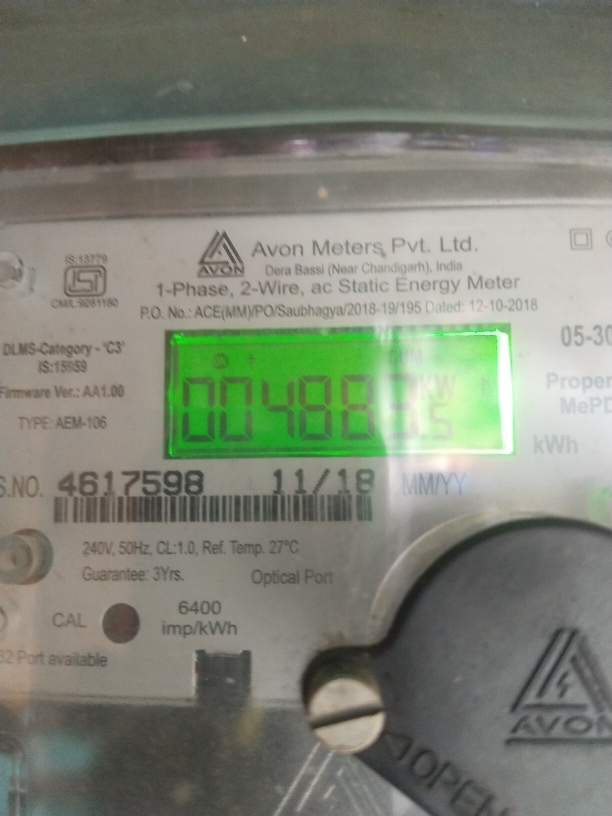 Avon Meters Pvt. Ltd.
Dera Bassi (Near Chandigarh), India
1-Phase, 2-Wire, ac Static Energy Meter
P.O. No.: ACE(MM)/PO/Saubhagya/2018-19/195 Dated: 12-10-2018
AVON
IS:13779
ISI
CM/L:9281180
DLMS-Category - 'C3'
IS:15959
Firmware Ver.: AA1.00
TYPE: AEM-106
CUM
kW
05-30
kWh
S.NO. 4617598 11/18 MM/YY
240V, 50Hz, CL:1.0, Ref. Temp. 27°C
Guarantee: 3Yrs. Optical Port
CAL
6400
imp/kWh
Port available
AVON
OPEN